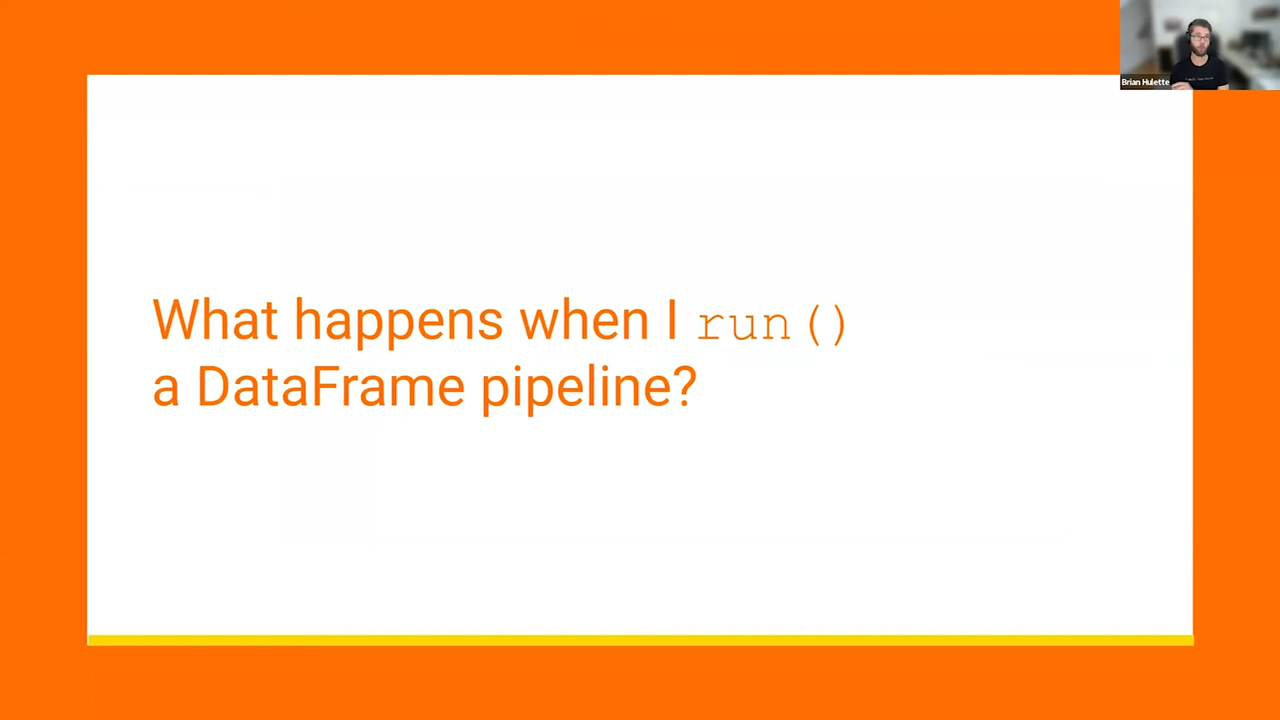 Brian Hulette
What happens when I run()
a DataFrame pipeline?